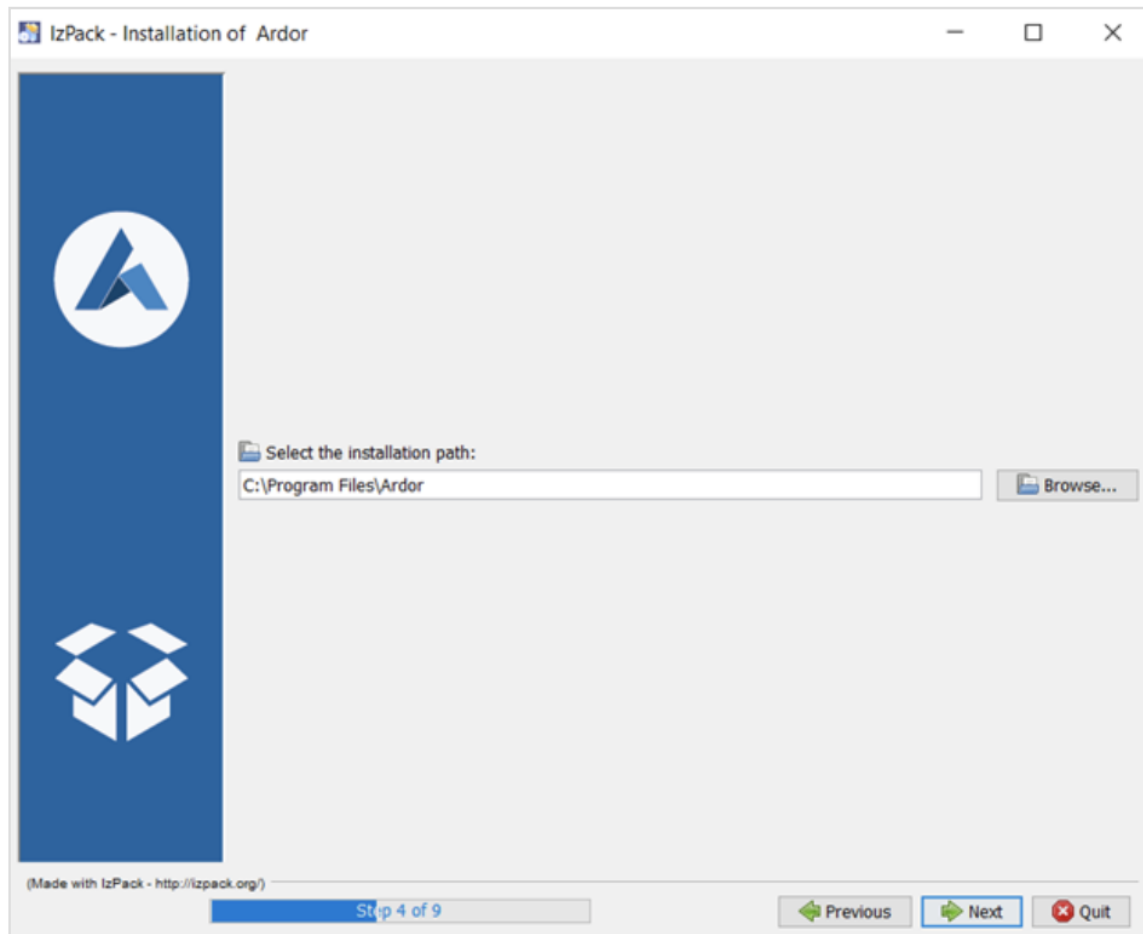 IzPack - Installation of Ardor
Select the installation path:
C:\Program Files\Ardor
Browse...
(Made with IzPack - http://izpack.org/)
Step 4 of 9
Previous
Next
Quit